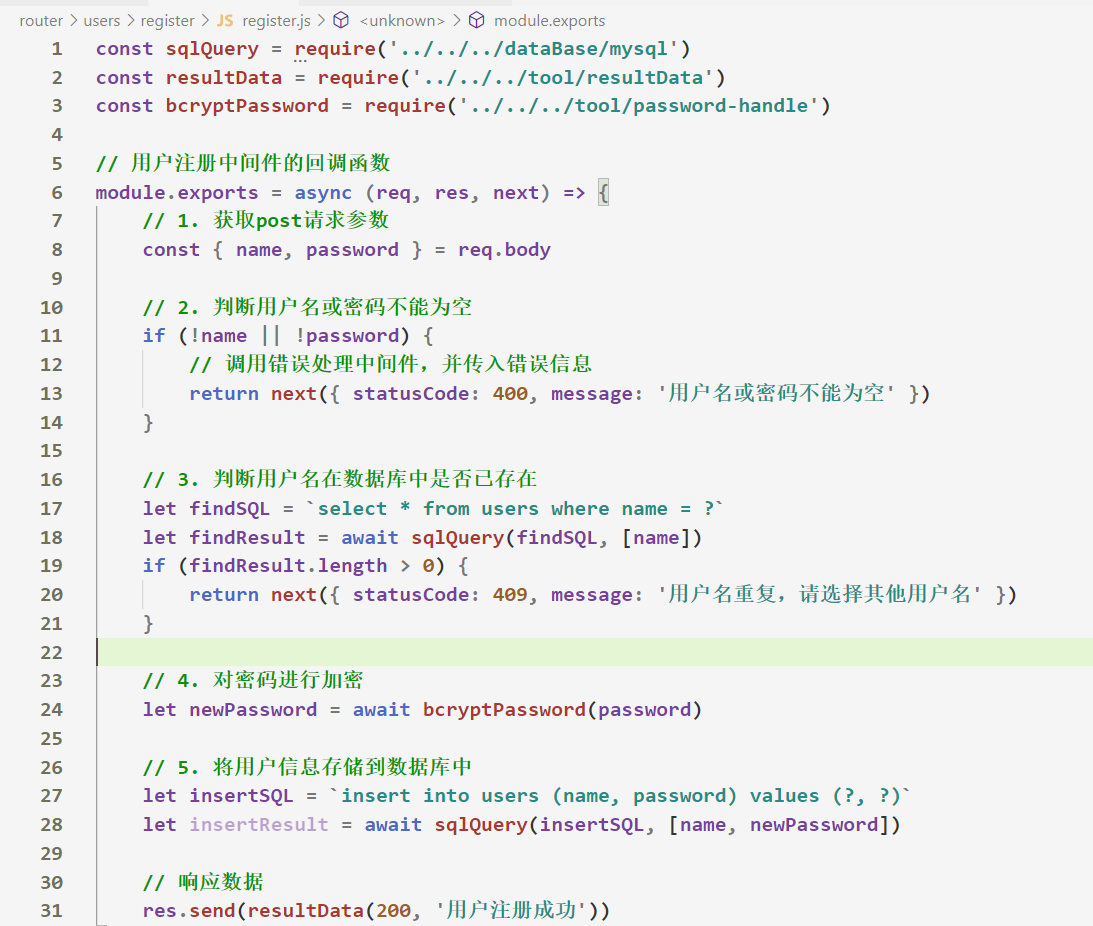 router > users > register > JS register.js > <unknown> > module.exports
1 const sqlQuery = require('../../../dataBase/mysql')
2 const resultData = require('../../../tool/resultData')
3 const bcryptPassword = require('../../../tool/password-handle')
4
5 // 用户注册中间件的回调函数
6 module.exports = async (req, res, next) => {
7 // 1. 获取post请求参数
8 const { name, password } = req.body
9
10 // 2. 判断用户名或密码不能为空
11 if (!name || !password) {
12 // 调用错误处理中间件，并传入错误信息
13 return next({ statusCode: 400, message: '用户名或密码不能为空' })
14 }
15
16 // 3. 判断用户名在数据库中是否已存在
17 let findSQL = `select * from users where name = ?`
18 let findResult = await sqlQuery(findSQL, [name])
19 if (findResult.length > 0) {
20 return next({ statusCode: 409, message: '用户名重复，请选择其他用户名' })
21 }
22
23 // 4. 对密码进行加密
24 let newPassword = await bcryptPassword(password)
25
26 // 5. 将用户信息存储到数据库中
27 let insertSQL = `insert into users (name, password) values (?, ?)`
28 let insertResult = await sqlQuery(insertSQL, [name, newPassword])
29
30 // 响应数据
31 res.send(resultData(200, '用户注册成功'))